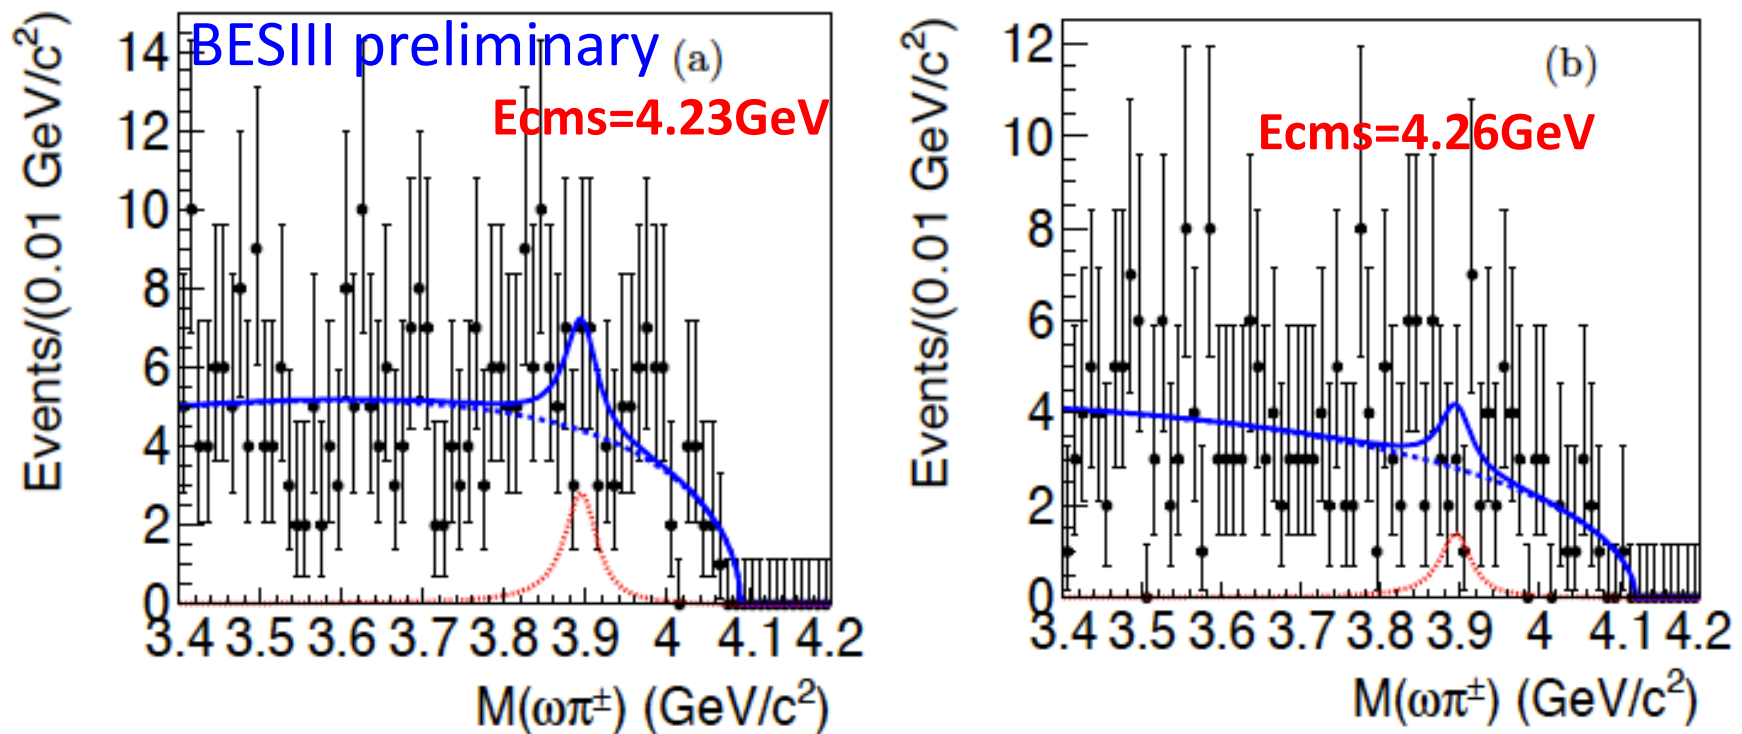 BESIII preliminary
(a)
Ecms=4.23GeV
Events/(0.01 GeV/c²)
14
12
10
8
6
4
2
0
3.4 3.5 3.6 3.7 3.8 3.9 4 4.1 4.2
M(ωπ±) (GeV/c²)
(b)
Ecms=4.26GeV
Events/(0.01 GeV/c²)
12
10
8
6
4
2
0
3.4 3.5 3.6 3.7 3.8 3.9 4 4.1 4.2
M(ωπ±) (GeV/c²)